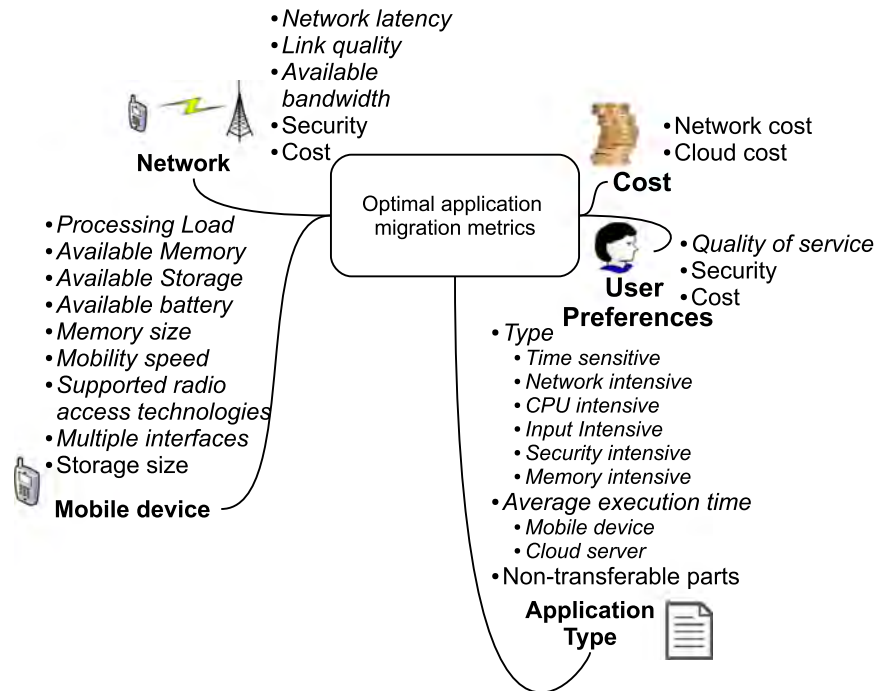 • Network latency
• Link quality
• Available
bandwidth
• Security
• Cost
Network
Optimal application
migration metrics
• Network cost
• Cloud cost
Cost
• Quality of service
• Security
• Cost
User
Preferences
• Processing Load
• Available Memory
• Available Storage
• Available battery
• Memory size
• Mobility speed
• Supported radio
access technologies
• Multiple interfaces
• Storage size
Mobile device
• Type
• Time sensitive
• Network intensive
• CPU intensive
• Input Intensive
• Security intensive
• Memory intensive
• Average execution time
• Mobile device
• Cloud server
• Non-transferable parts
Application
Type